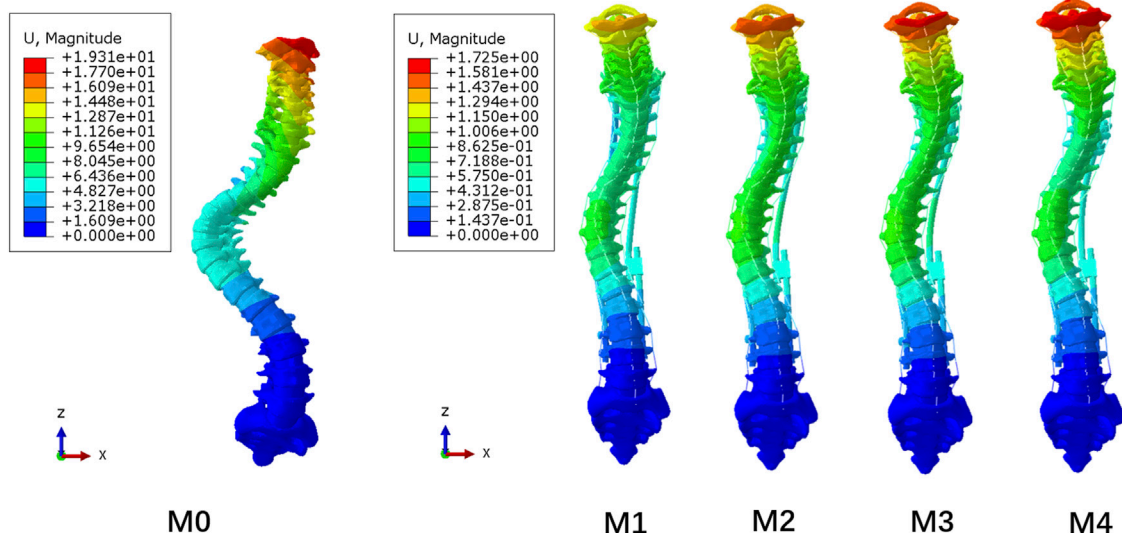 U, Magnitude
+1.931e+01
+1.770e+01
+1.609e+01
+1.448e+01
+1.287e+01
+1.126e+01
+9.654e+00
+8.045e+00
+6.436e+00
+4.827e+00
+3.218e+00
+1.609e+00
+0.000e+00
Z
X
M0
U, Magnitude
+1.725e+00
+1.581e+00
+1.437e+00
+1.294e+00
+1.150e+00
+1.006e+00
+8.625e-01
+7.188e-01
+5.750e-01
+4.312e-01
+2.875e-01
+1.437e-01
+0.000e+00
Z
X
M1
M2
M3
M4